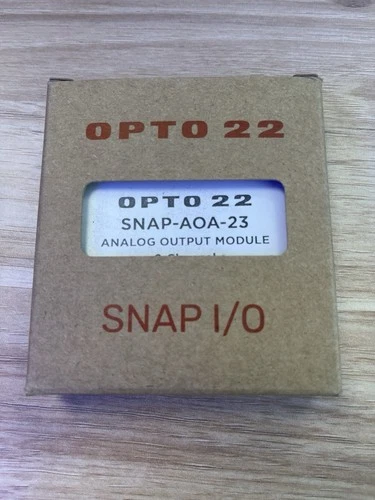 OPTO 22
OPTO 22
SNAP-AOA-23
ANALOG OUTPUT MODULE
SNAP I/O